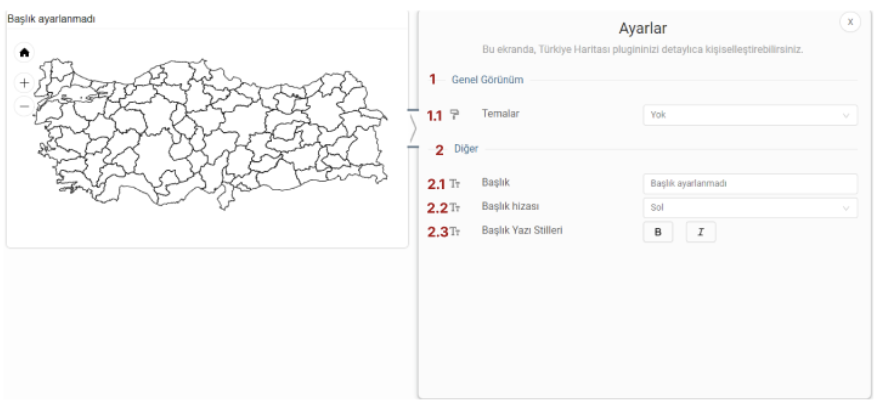 Başlık ayarlanmadı
Ayarlar
X
Bu ekranda, Türkiye Haritası plugininizi detaylıca kişiselleştirebilirsiniz.
1 Genel Görünüm
1.1 Temalar Yok
2 Diğer
2.1 Tт Başlık Başlık ayarlanmadı
2.2 Tт Başlık hizası Sol
2.3 Tт Başlık Yazı Stilleri B I